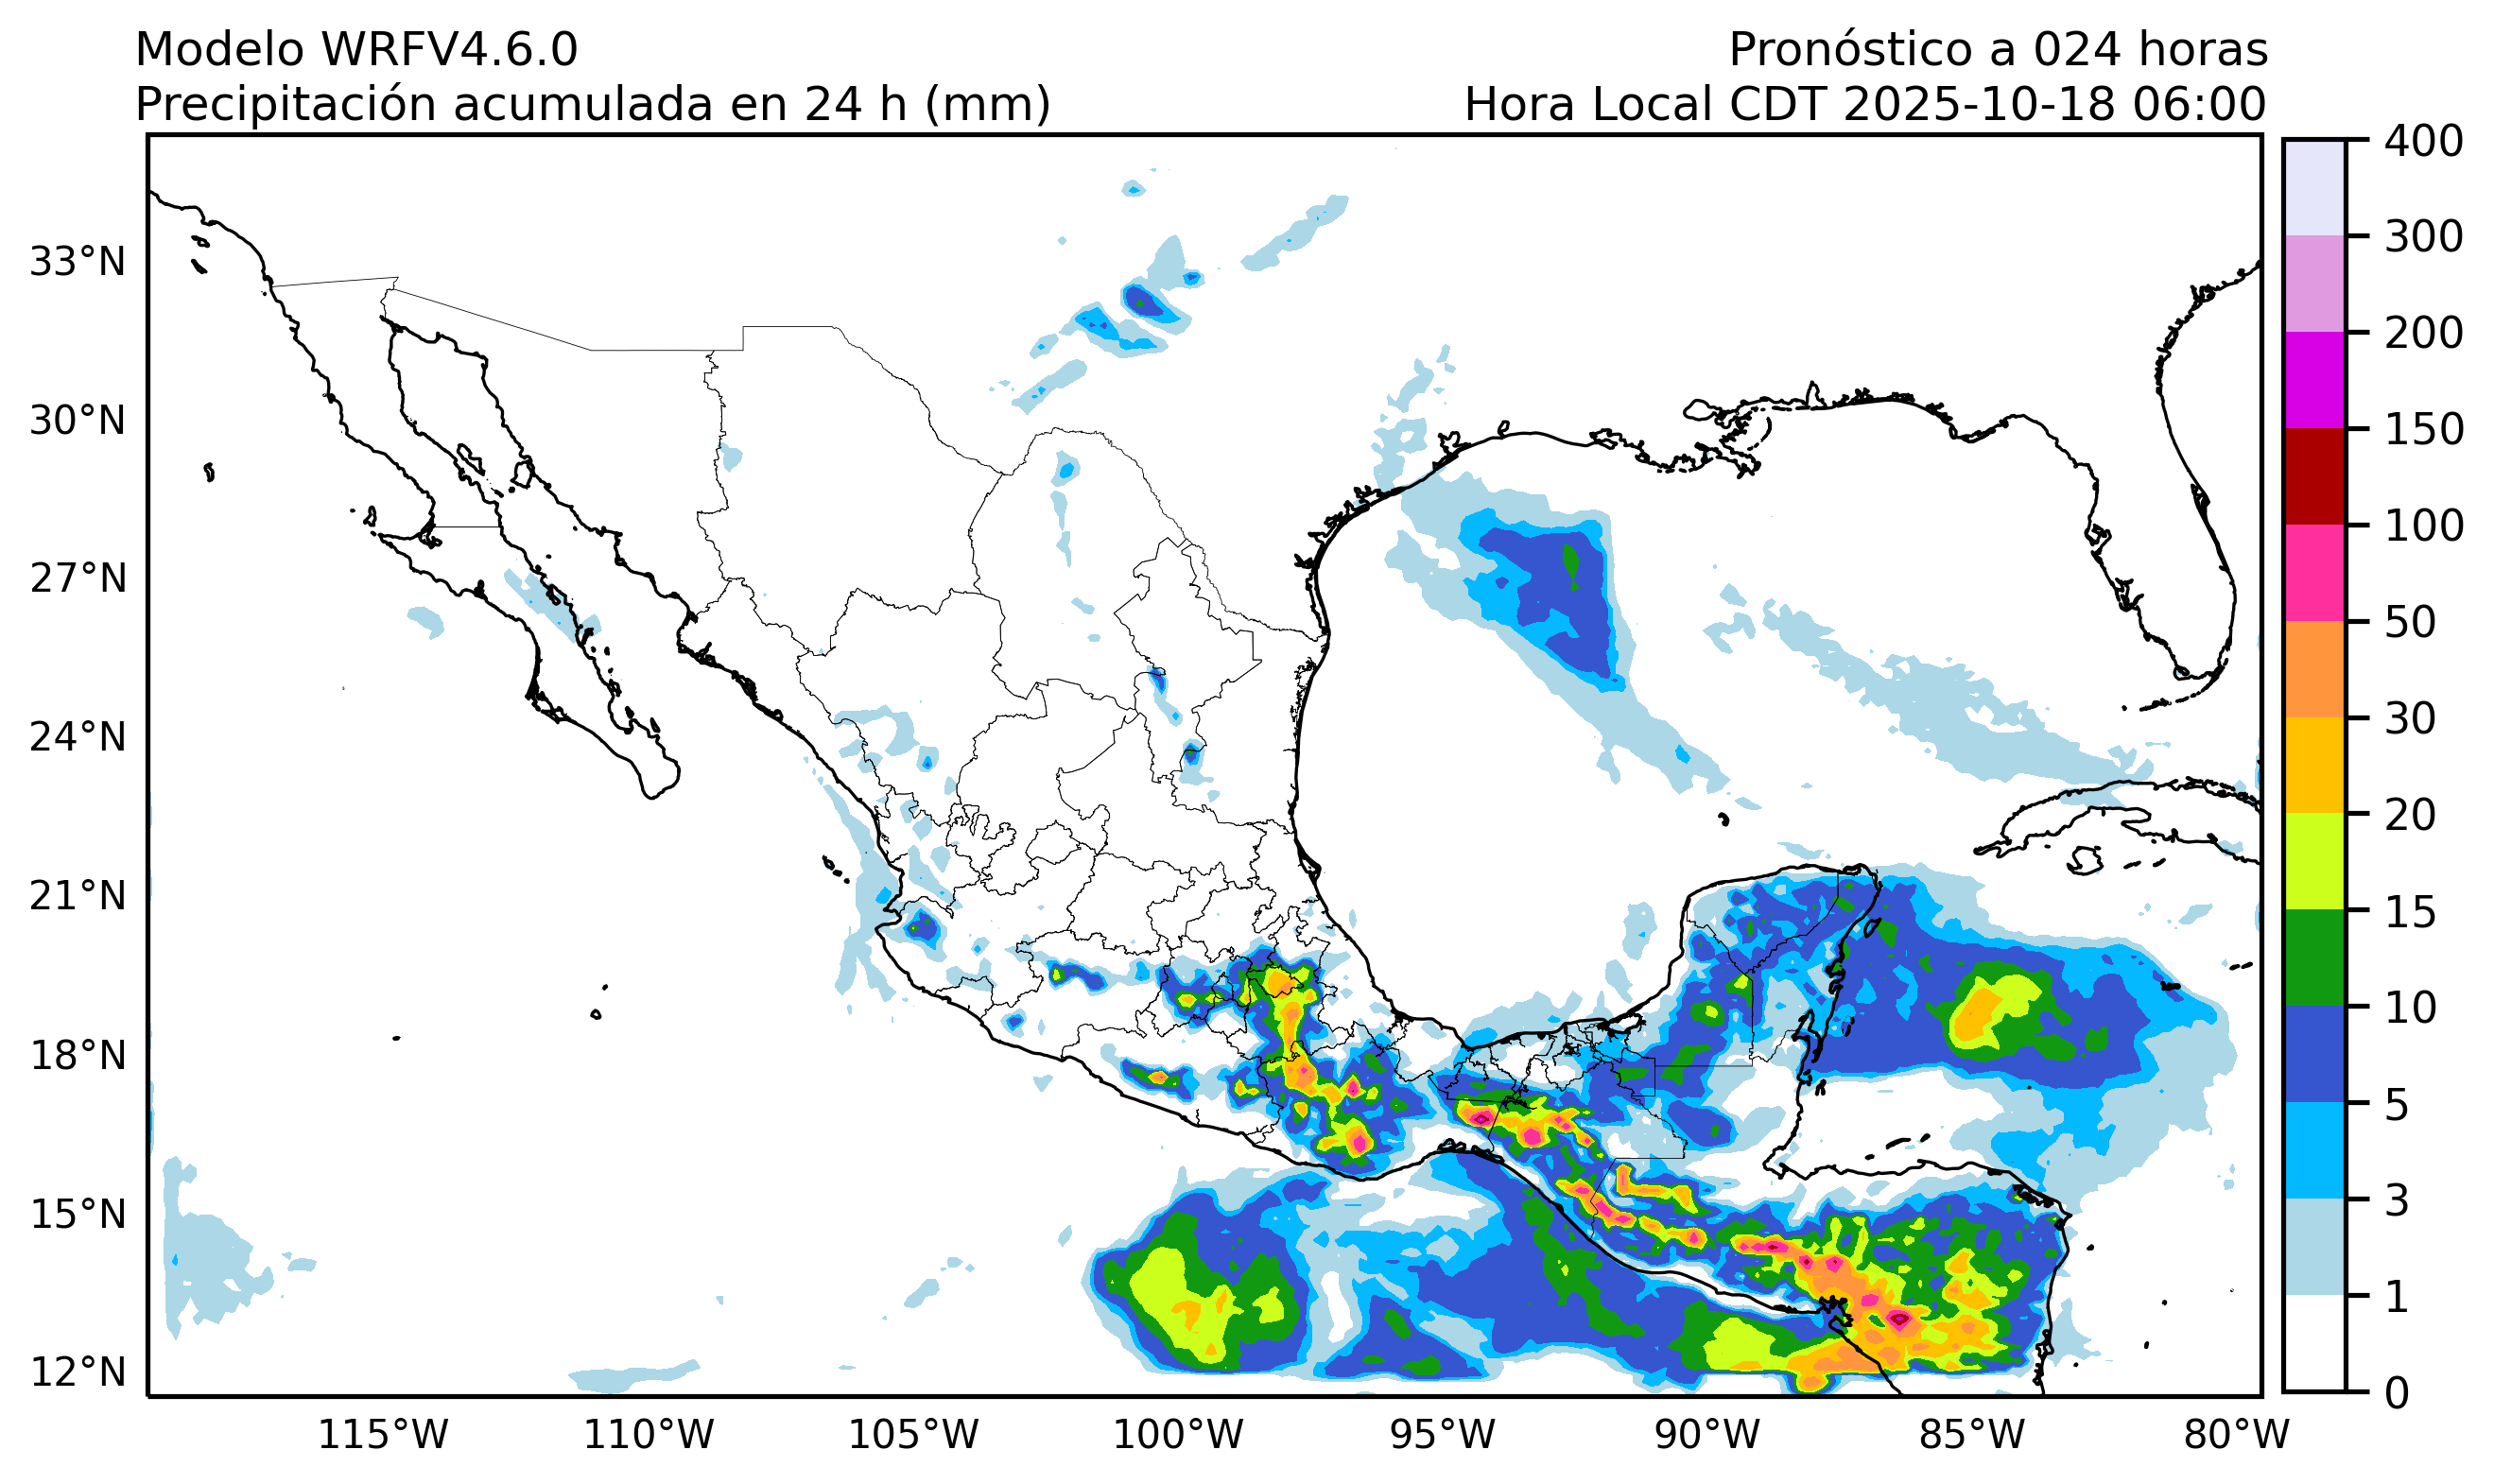 Modelo WRFV4.6.0
Pronóstico a 024 horas
Precipitación acumulada en 24 h (mm)
Hora Local CDT 2025-10-18 06:00
33°N
30°N
27°N
24°N
21°N
18°N
15°N
12°N
115°W
110°W
105°W
100°W
95°W
90°W
85°W
80°W
400
300
200
150
100
50
30
20
15
10
5
3
1
0